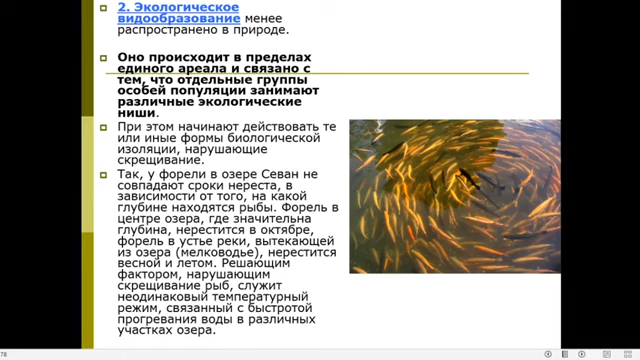 2. Экологическое
видообразование менее
распространено в природе.
Оно происходит в пределах
единого ареала и связано с
тем, что отдельные группы
особей популяции занимают
различные экологические
ниши.
При этом начинают действовать те
или иные формы биологической
изоляции, нарушающие
скрещивание.
Так, у форели в озере Севан не
совпадают сроки нереста, в
зависимости от того, на какой
глубине находятся рыбы. Форель в
центре озера, где значительна
глубина, нерестится в октябре,
форель в устье реки, вытекающей
из озера (мелководье), нерестится
весной и летом. Решающим
фактором, нарушающим
скрещивание рыб, служит
неодинаковый температурный
режим, связанный с быстротой
прогревания воды в различных
участках озера.
78